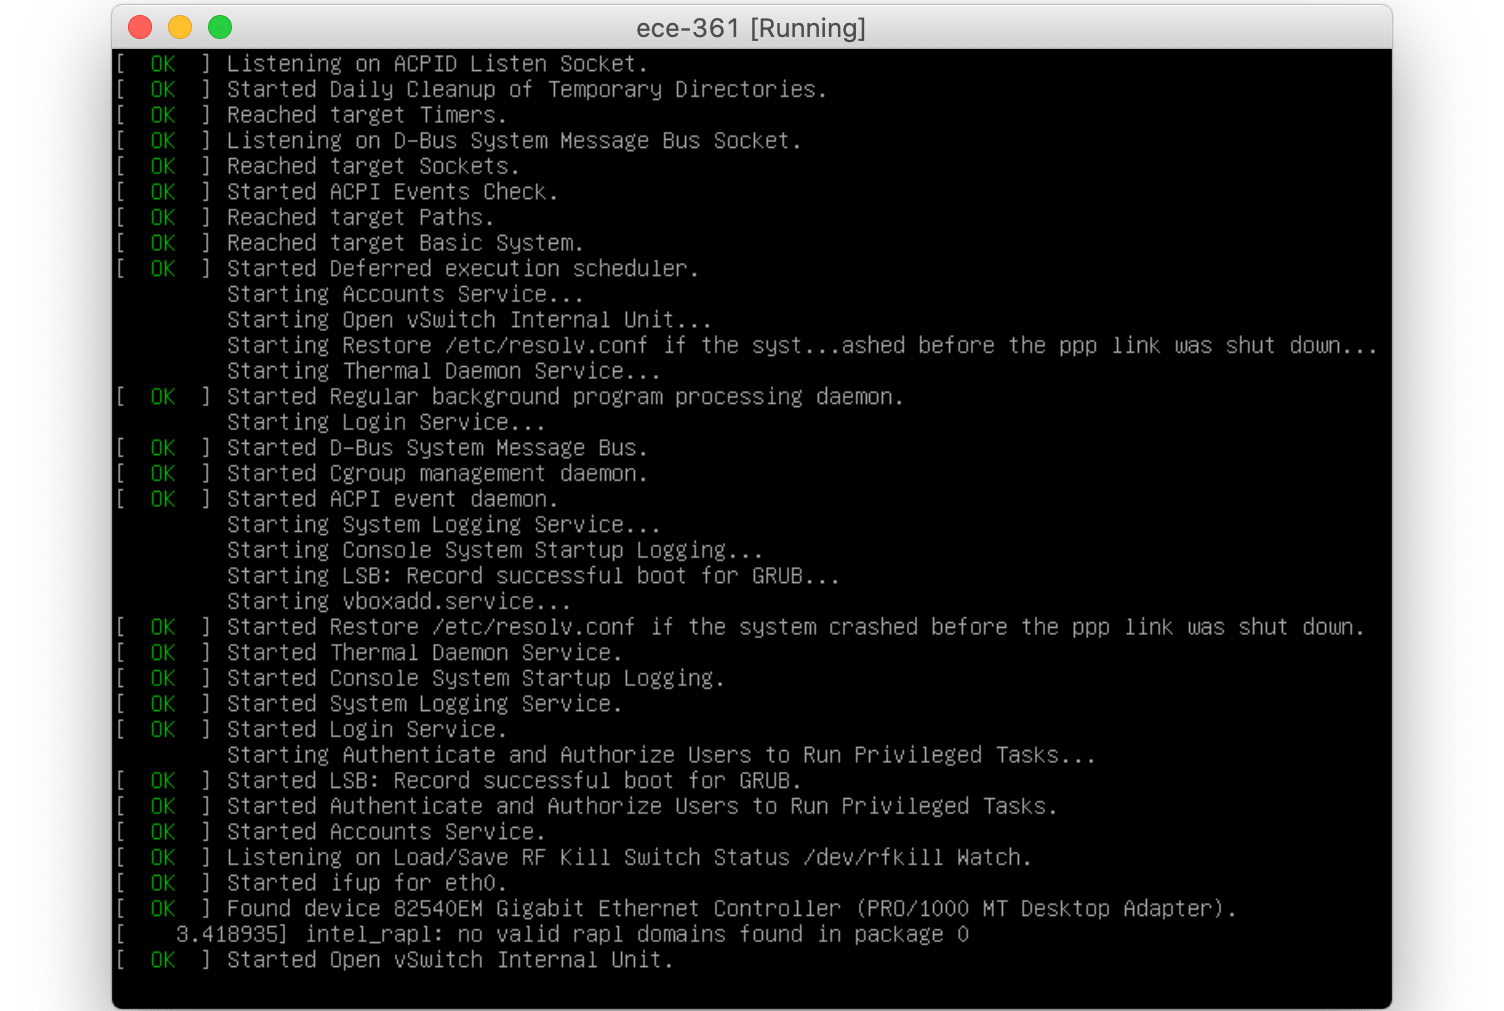 ece-361 [Running]
[  OK  ] Listening on ACPID Listen Socket.
[  OK  ] Started Daily Cleanup of Temporary Directories.
[  OK  ] Reached target Timers.
[  OK  ] Listening on D-Bus System Message Bus Socket.
[  OK  ] Reached target Sockets.
[  OK  ] Started ACPI Events Check.
[  OK  ] Reached target Paths.
[  OK  ] Reached target Basic System.
[  OK  ] Started Deferred execution scheduler.
Starting Accounts Service...
Starting Open vSwitch Internal Unit...
Starting Restore /etc/resolv.conf if the syst...ashed before the ppp link was shut down...
Starting Thermal Daemon Service...
[  OK  ] Started Regular background program processing daemon.
Starting Login Service...
[  OK  ] Started D-Bus System Message Bus.
[  OK  ] Started Cgroup management daemon.
[  OK  ] Started ACPI event daemon.
Starting System Logging Service...
Starting Console System Startup Logging...
Starting LSB: Record successful boot for GRUB...
Starting vboxadd.service...
[  OK  ] Started Restore /etc/resolv.conf if the system crashed before the ppp link was shut down.
[  OK  ] Started Thermal Daemon Service.
[  OK  ] Started Console System Startup Logging.
[  OK  ] Started System Logging Service.
[  OK  ] Started Login Service.
Starting Authenticate and Authorize Users to Run Privileged Tasks...
[  OK  ] Started LSB: Record successful boot for GRUB.
[  OK  ] Started Authenticate and Authorize Users to Run Privileged Tasks.
[  OK  ] Started Accounts Service.
[  OK  ] Listening on Load/Save RF Kill Switch Status /dev/rfkill Watch.
[  OK  ] Started ifup for eth0.
[  OK  ] Found device 82540EM Gigabit Ethernet Controller (PRO/1000 MT Desktop Adapter).
[    3.418935] intel_rapl: no valid rapl domains found in package 0
[  OK  ] Started Open vSwitch Internal Unit.